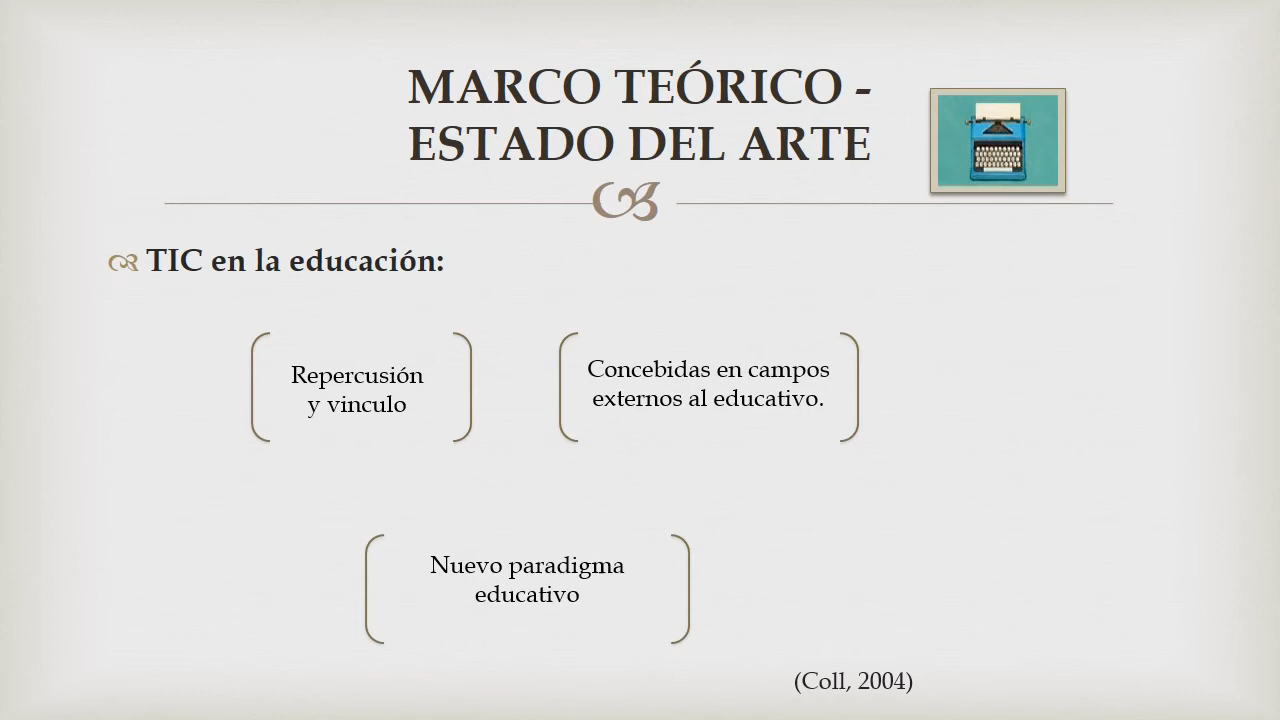 MARCO TEÓRICO -
ESTADO DEL ARTE
TIC en la educación:
Repercusión
y vinculo
Concebidas en campos
externos al educativo.
Nuevo paradigma
educativo
(Coll, 2004)